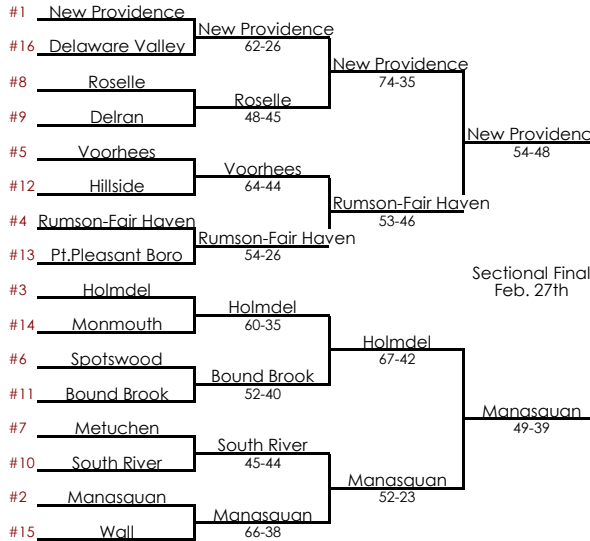 #1 New Providence
New Providence
#16 Delaware Valley
62-26
New Providence
74-35
#8 Roselle
Roselle
#9 Delran
48-45
New Providenc
54-48
#5 Voorhees
Voorhees
#12 Hillside
64-44
Rumson-Fair Haven
53-46
#4 Rumson-Fair Haven
Rumson-Fair Haven
#13 Pt.Pleasant Boro
54-26
Sectional Final
Feb. 27th
#3 Holmdel
Holmdel
#14 Monmouth
60-35
Holmdel
67-42
#6 Spotswood
Bound Brook
#11 Bound Brook
52-40
Manasquan
49-39
#7 Metuchen
South River
#10 South River
45-44
Manasquan
52-23
#2 Manasquan
Manasquan
#15 Wall
66-38